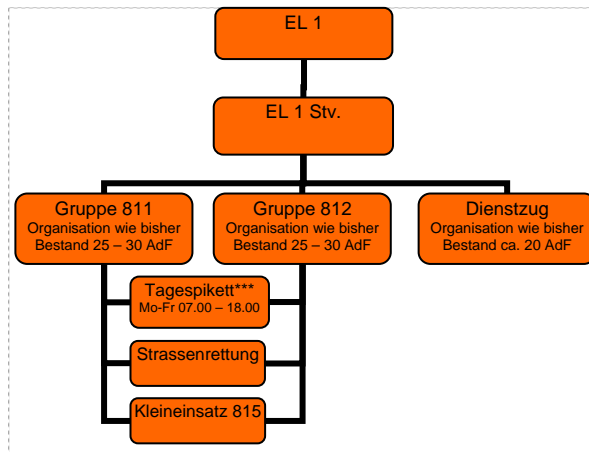 EL 1
EL 1 Stv.
Gruppe 811
Organisation wie bisher
Bestand 25 – 30 AdF
Gruppe 812
Organisation wie bisher
Bestand 25 – 30 AdF
Dienstzug
Organisation wie bisher
Bestand ca. 20 AdF
Tagespikett***
Mo-Fr 07.00 – 18.00
Strassenrettung
Kleineinsatz 815